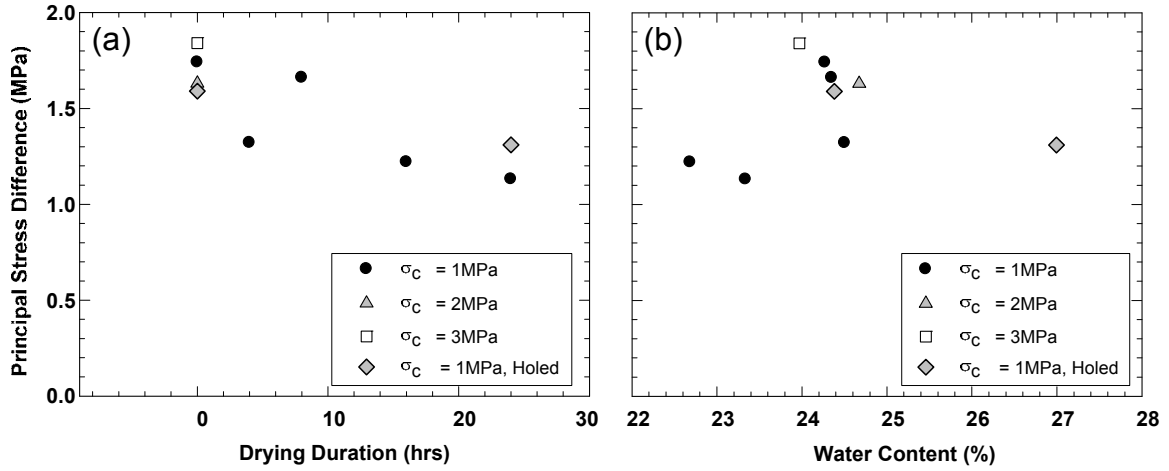 (a)
2.0
1.5
1.0
0.5
0.0
Principal Stress Difference (MPa)
σC = 1MPa
σC = 2MPa
σC = 3MPa
σC = 1MPa, Holed
0 10 20 30
Drying Duration (hrs)
(b)
σC = 1MPa
σC = 2MPa
σC = 3MPa
σC = 1MPa, Holed
22 23 24 25 26 27 28
Water Content (%)